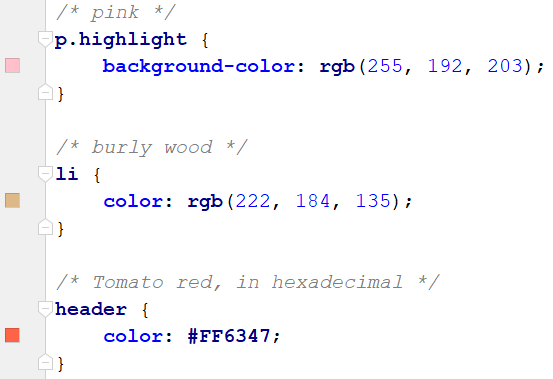 /* pink */
p.highlight {
background-color: rgb(255, 192, 203);
}
/* burly wood */
li {
color: rgb(222, 184, 135);
}
/* Tomato red, in hexadecimal */
header {
color: #FF6347;
}